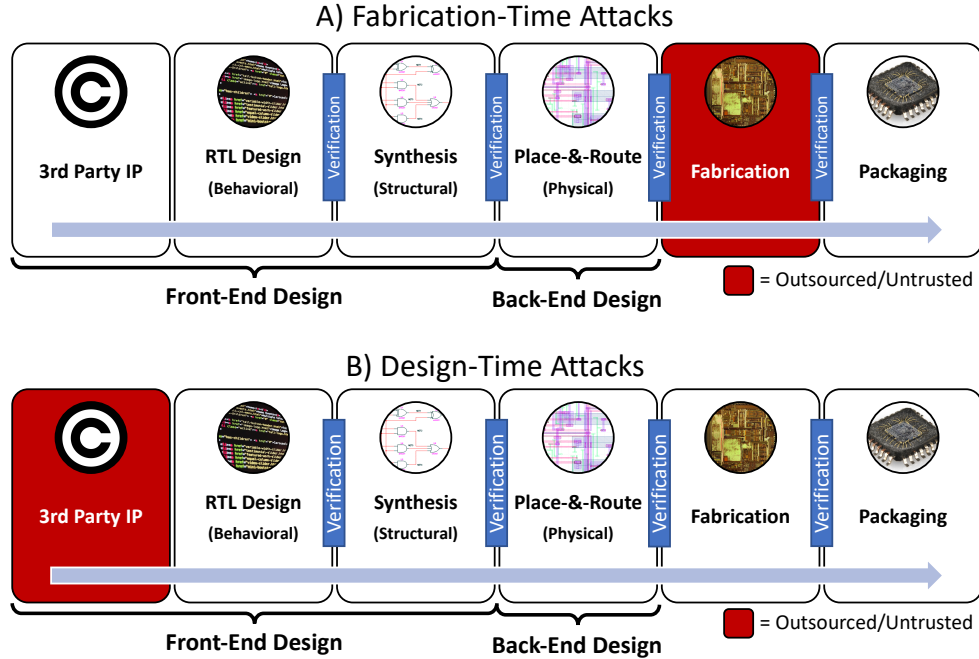 A) Fabrication-Time Attacks
3rd Party IP
RTL Design
(Behavioral)
Verification
Synthesis
(Structural)
Verification
Place-&-Route
(Physical)
Verification
Fabrication
Verification
Packaging
Front-End Design
Back-End Design
= Outsourced/Untrusted
B) Design-Time Attacks
3rd Party IP
RTL Design
(Behavioral)
Verification
Synthesis
(Structural)
Verification
Place-&-Route
(Physical)
Verification
Fabrication
Verification
Packaging
Front-End Design
Back-End Design
= Outsourced/Untrusted